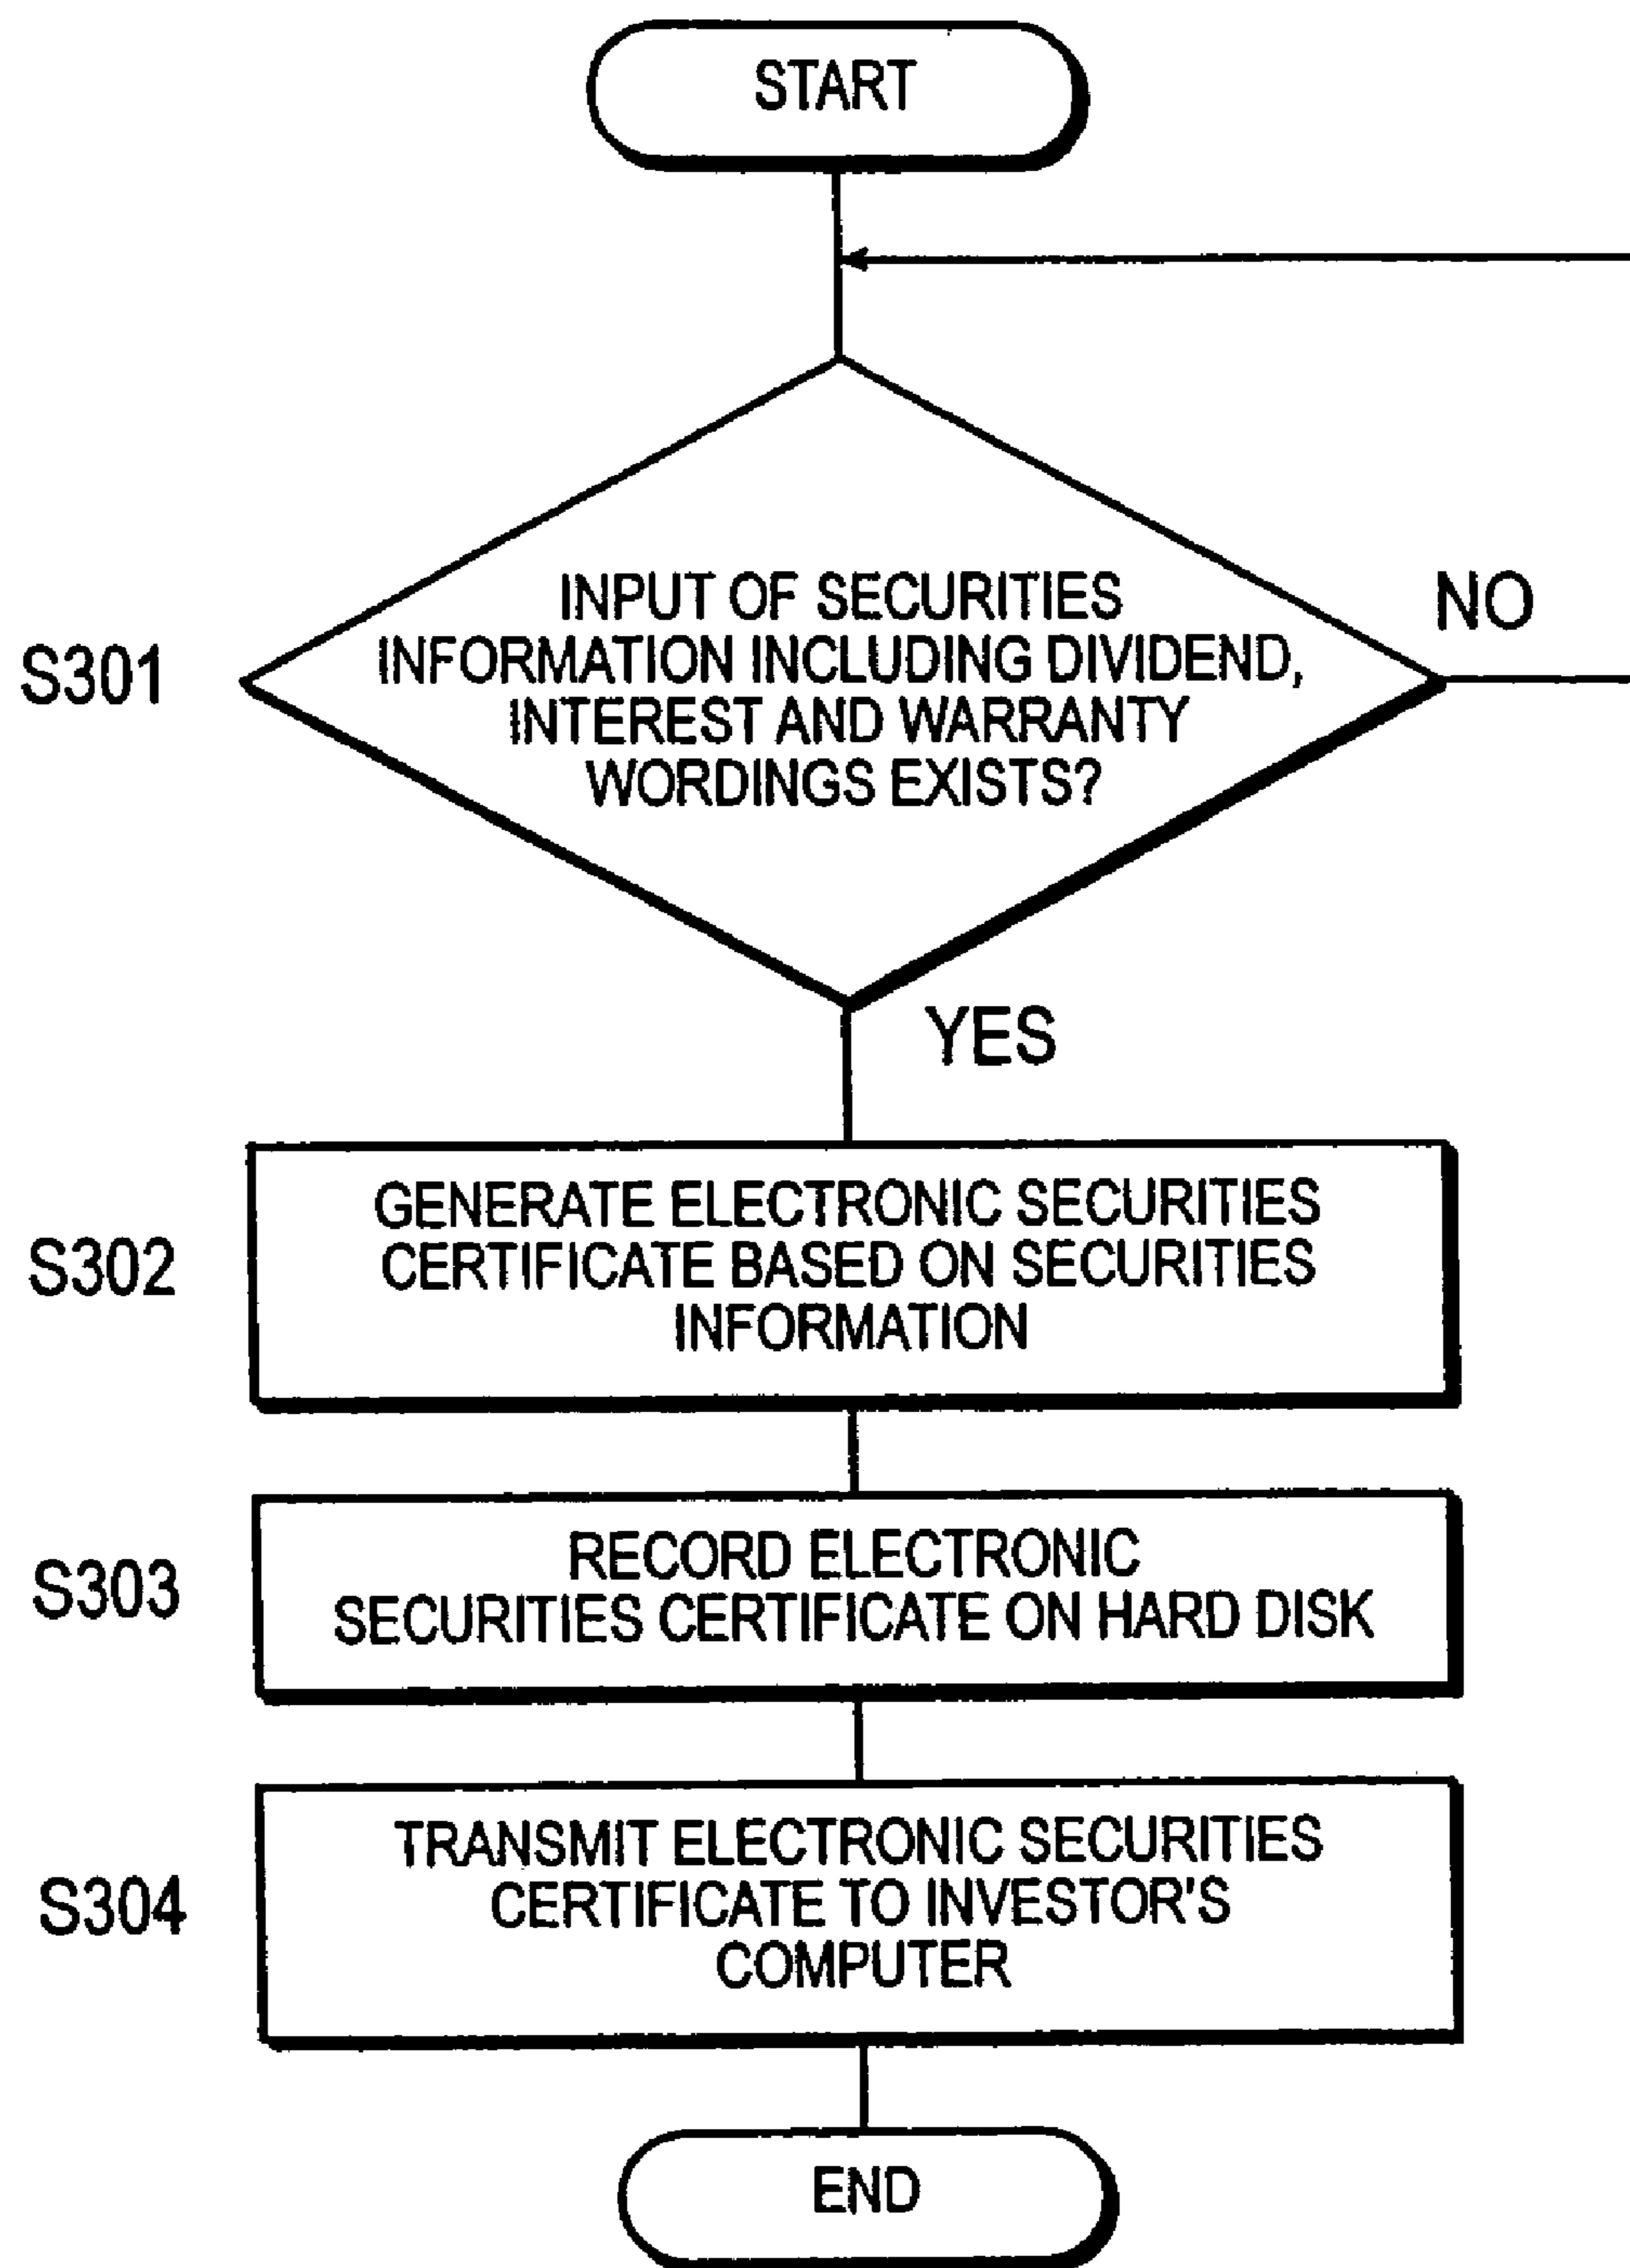 START
INPUT OF SECURITIES
INFORMATION INCLUDING DIVIDEND,
INTEREST AND WARRANTY
WORDINGS EXISTS?
NO
S301
YES
GENERATE ELECTRONIC SECURITIES
CERTIFICATE BASED ON SECURITIES
INFORMATION
S302
RECORD ELECTRONIC
SECURITIES CERTIFICATE ON HARD DISK
S303
TRANSMIT ELECTRONIC SECURITIES
CERTIFICATE TO INVESTOR'S
COMPUTER
S304
END